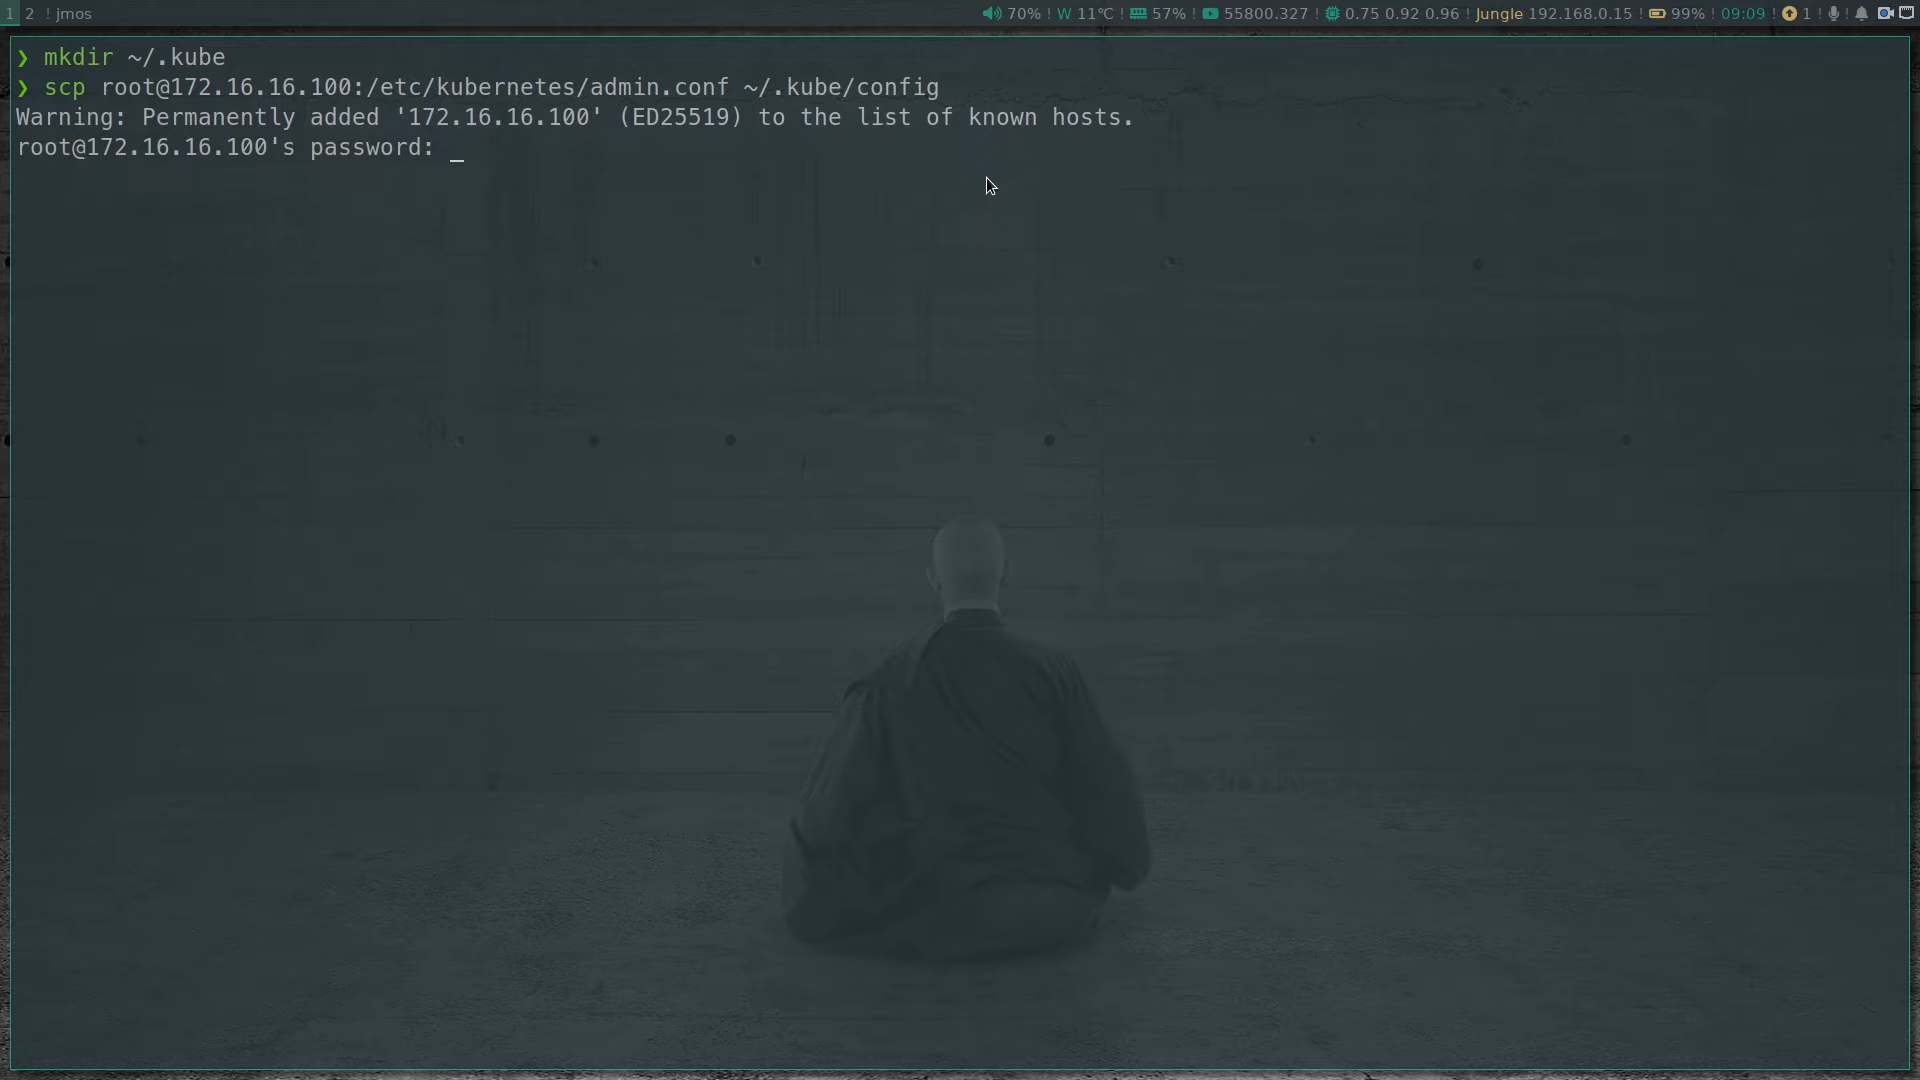 1 2 ! jmos 70% ! W 11°C ! 57% ! 55800.327 ! 0.75 0.92 0.96 ! Jungle 192.168.0.15 ! 99% ! 09:09 ! 1 ! ! !
❯ mkdir ~/.kube
❯ scp root@172.16.16.100:/etc/kubernetes/admin.conf ~/.kube/config
Warning: Permanently added '172.16.16.100' (ED25519) to the list of known hosts.
root@172.16.16.100's password: _